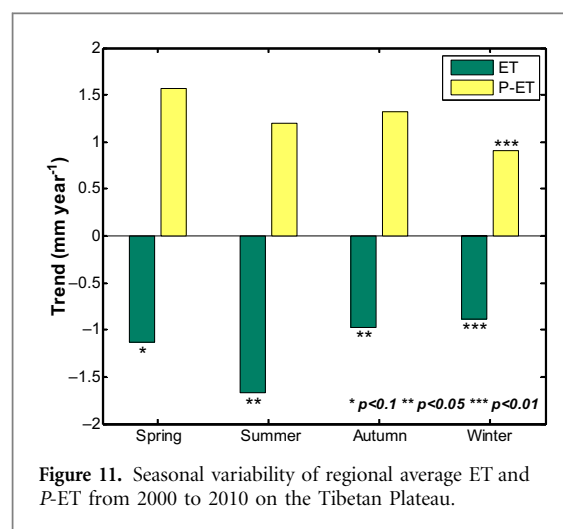 2
1.5
1
0.5
0
−0.5
−1
−1.5
−2
Trend (mm year-1)
ET
P-ET
***
*
**
**
***
* p<0.1 ** p<0.05 *** p<0.01
Spring Summer Autumn Winter
Figure 11. Seasonal variability of regional average ET and
P-ET from 2000 to 2010 on the Tibetan Plateau.